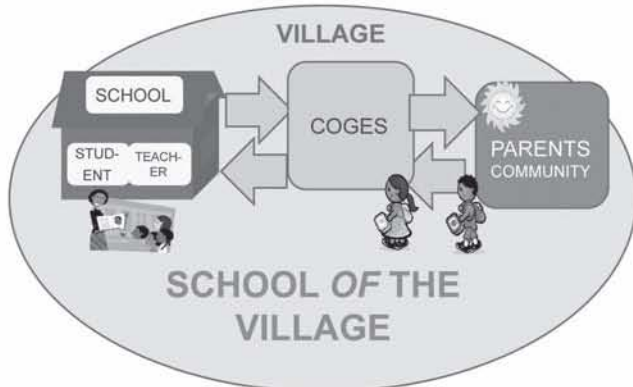 VILLAGE
SCHOOL
COGES
PARENTS
COMMUNITY
STUD-
ENT
TEACH-
ER
SCHOOL OF THE
VILLAGE